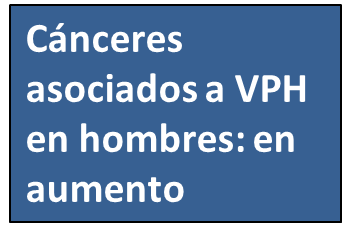 Cánceres
asociados a VPH
en hombres: en
aumento